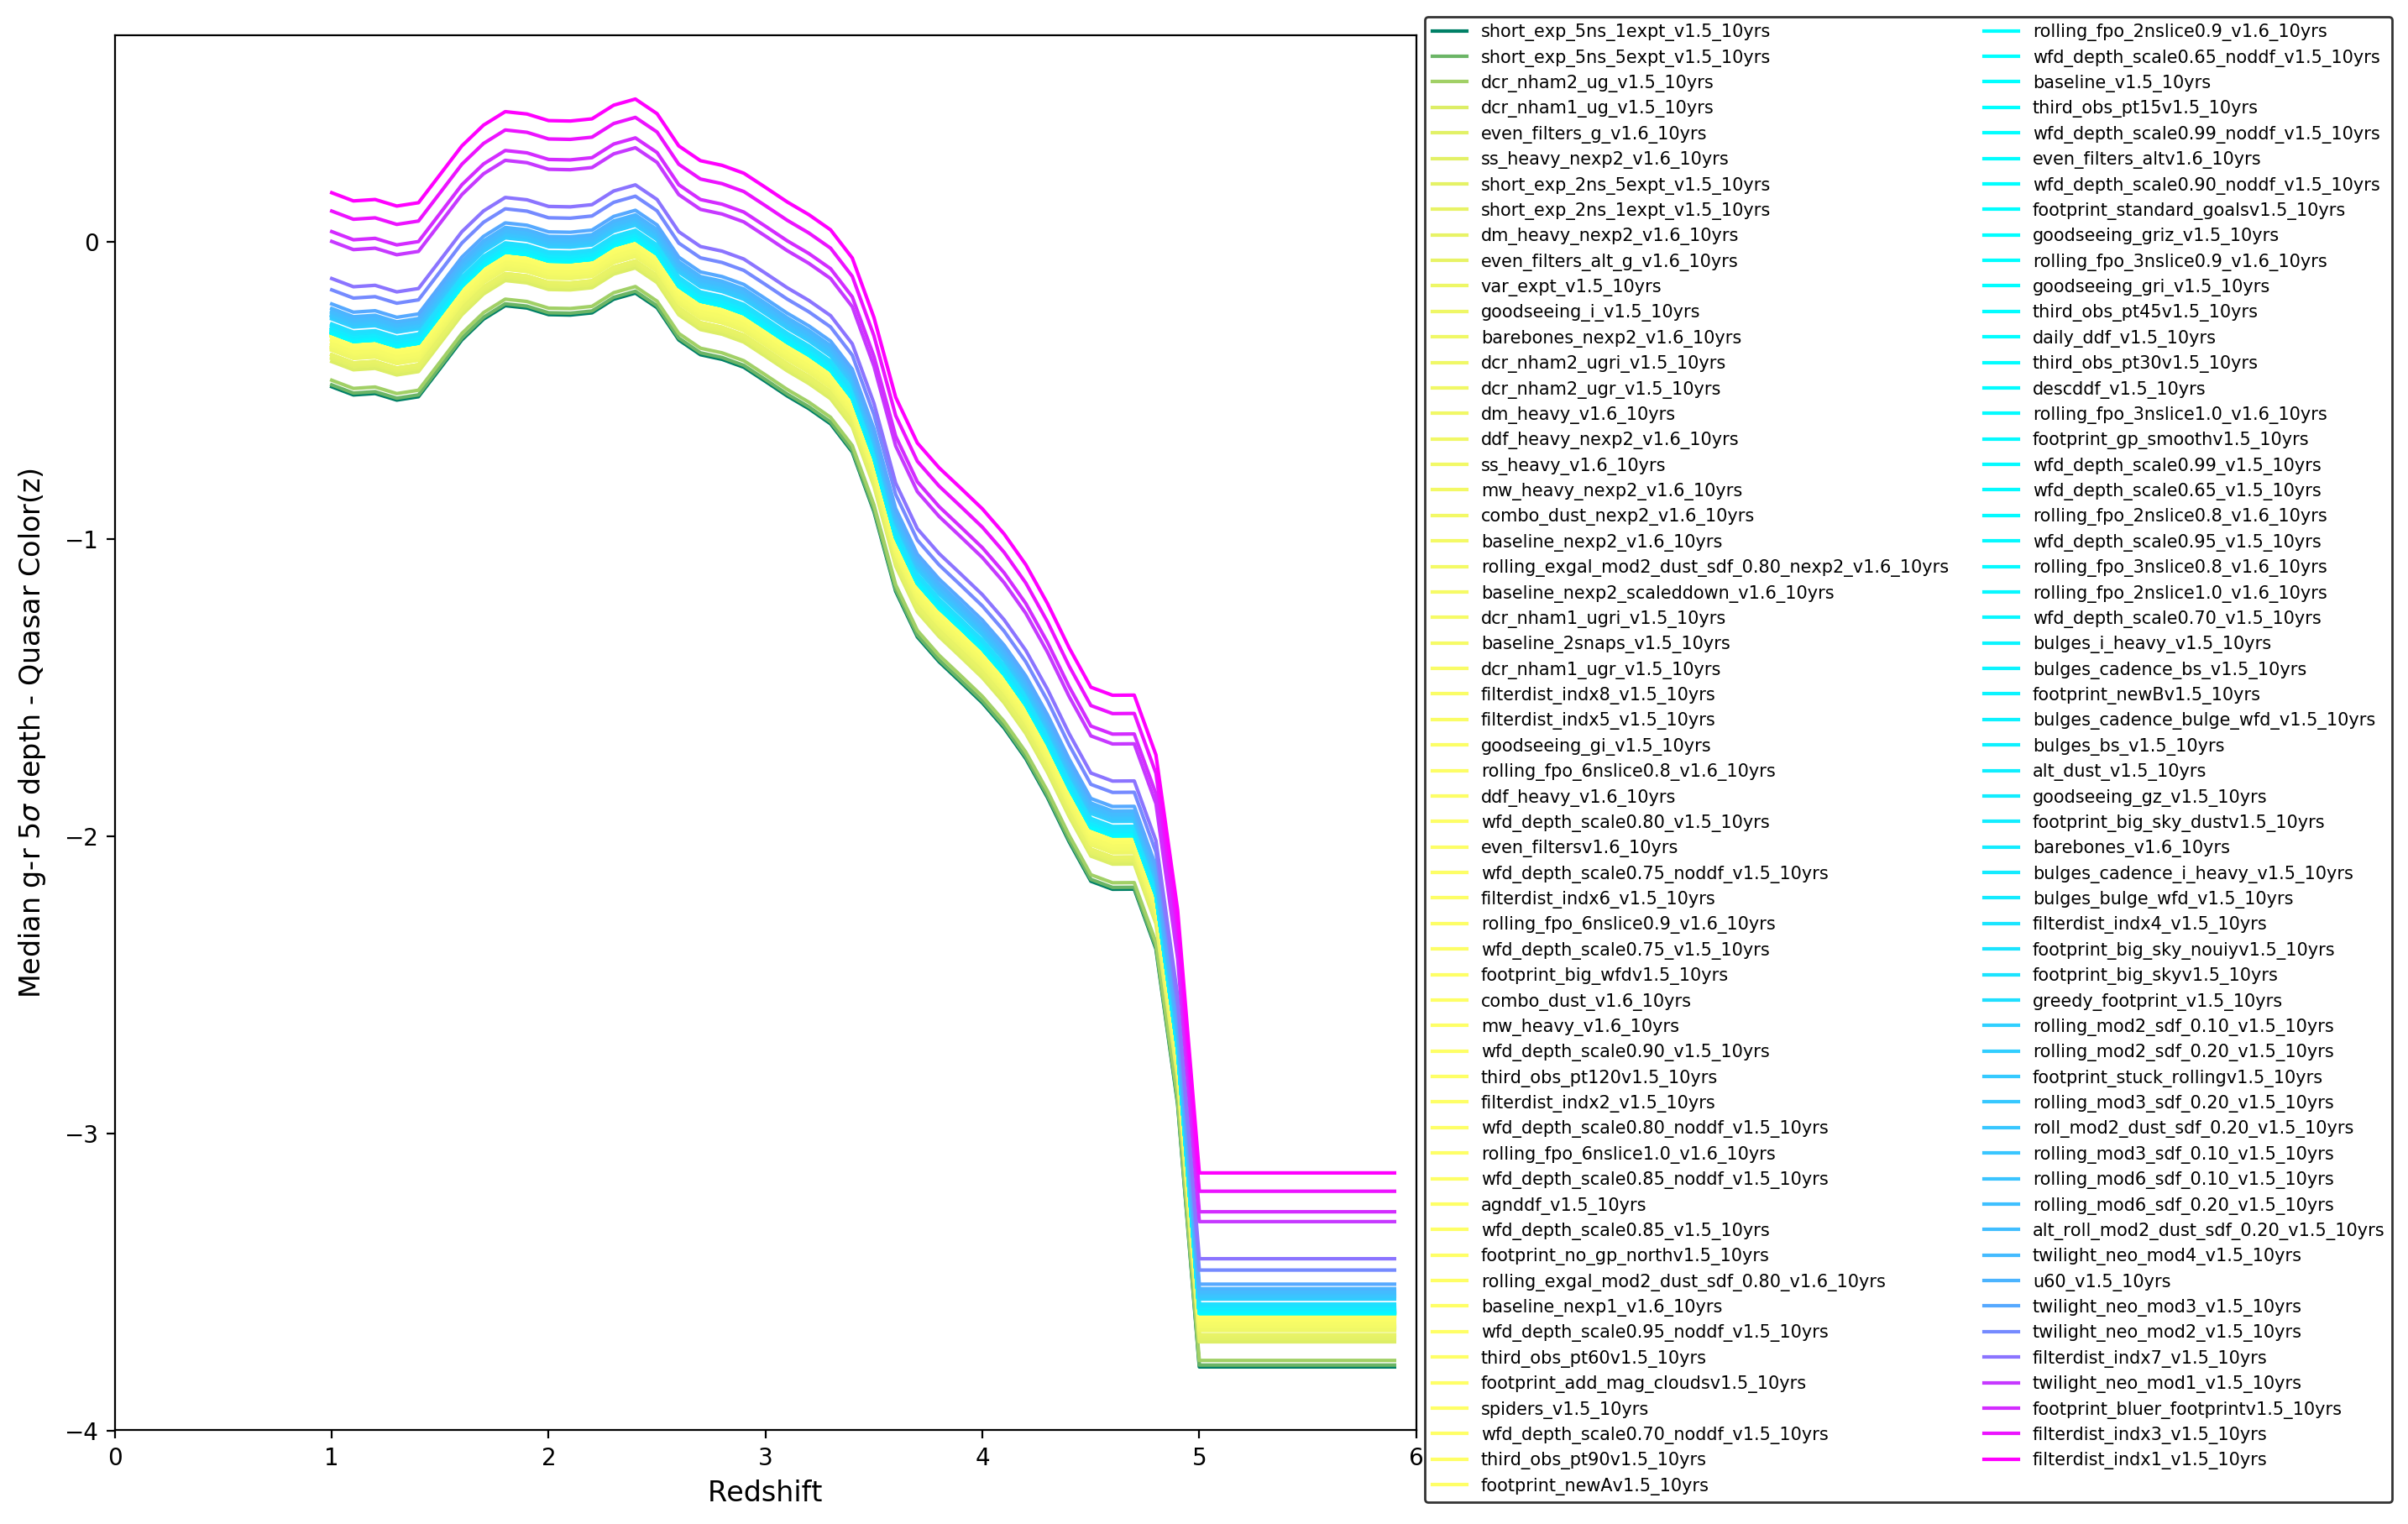 0
−1
−2
−3
−4
0
1
2
3
4
5
6
Redshift
Median g-r 5σ depth - Quasar Color(z)
short_exp_5ns_1expt_v1.5_10yrs
short_exp_5ns_5expt_v1.5_10yrs
dcr_nham2_ug_v1.5_10yrs
dcr_nham1_ug_v1.5_10yrs
even_filters_g_v1.6_10yrs
ss_heavy_nexp2_v1.6_10yrs
short_exp_2ns_5expt_v1.5_10yrs
short_exp_2ns_1expt_v1.5_10yrs
dm_heavy_nexp2_v1.6_10yrs
even_filters_alt_g_v1.6_10yrs
var_expt_v1.5_10yrs
goodseeing_i_v1.5_10yrs
barebones_nexp2_v1.6_10yrs
dcr_nham2_ugri_v1.5_10yrs
dcr_nham2_ugr_v1.5_10yrs
dm_heavy_v1.6_10yrs
ddf_heavy_nexp2_v1.6_10yrs
ss_heavy_v1.6_10yrs
mw_heavy_nexp2_v1.6_10yrs
combo_dust_nexp2_v1.6_10yrs
baseline_nexp2_v1.6_10yrs
rolling_exgal_mod2_dust_sdf_0.80_nexp2_v1.6_10yrs
baseline_nexp2_scaleddown_v1.6_10yrs
dcr_nham1_ugri_v1.5_10yrs
baseline_2snaps_v1.5_10yrs
dcr_nham1_ugr_v1.5_10yrs
filterdist_indx8_v1.5_10yrs
filterdist_indx5_v1.5_10yrs
goodseeing_gi_v1.5_10yrs
rolling_fpo_6nslice0.8_v1.6_10yrs
ddf_heavy_v1.6_10yrs
wfd_depth_scale0.80_v1.5_10yrs
even_filtersv1.6_10yrs
wfd_depth_scale0.75_noddf_v1.5_10yrs
filterdist_indx6_v1.5_10yrs
rolling_fpo_6nslice0.9_v1.6_10yrs
wfd_depth_scale0.75_v1.5_10yrs
footprint_big_wfdv1.5_10yrs
combo_dust_v1.6_10yrs
mw_heavy_v1.6_10yrs
wfd_depth_scale0.90_v1.5_10yrs
third_obs_pt120v1.5_10yrs
filterdist_indx2_v1.5_10yrs
wfd_depth_scale0.80_noddf_v1.5_10yrs
rolling_fpo_6nslice1.0_v1.6_10yrs
wfd_depth_scale0.85_noddf_v1.5_10yrs
agnddf_v1.5_10yrs
wfd_depth_scale0.85_v1.5_10yrs
footprint_no_gp_northv1.5_10yrs
rolling_exgal_mod2_dust_sdf_0.80_v1.6_10yrs
baseline_nexp1_v1.6_10yrs
wfd_depth_scale0.95_noddf_v1.5_10yrs
third_obs_pt60v1.5_10yrs
footprint_add_mag_cloudsv1.5_10yrs
spiders_v1.5_10yrs
wfd_depth_scale0.70_noddf_v1.5_10yrs
third_obs_pt90v1.5_10yrs
footprint_newAv1.5_10yrs
rolling_fpo_2nslice0.9_v1.6_10yrs
wfd_depth_scale0.65_noddf_v1.5_10yrs
baseline_v1.5_10yrs
third_obs_pt15v1.5_10yrs
wfd_depth_scale0.99_noddf_v1.5_10yrs
even_filters_altv1.6_10yrs
wfd_depth_scale0.90_noddf_v1.5_10yrs
footprint_standard_goalsv1.5_10yrs
goodseeing_griz_v1.5_10yrs
rolling_fpo_3nslice0.9_v1.6_10yrs
goodseeing_gri_v1.5_10yrs
third_obs_pt45v1.5_10yrs
daily_ddf_v1.5_10yrs
third_obs_pt30v1.5_10yrs
descddf_v1.5_10yrs
rolling_fpo_3nslice1.0_v1.6_10yrs
footprint_gp_smoothv1.5_10yrs
wfd_depth_scale0.99_v1.5_10yrs
wfd_depth_scale0.65_v1.5_10yrs
rolling_fpo_2nslice0.8_v1.6_10yrs
wfd_depth_scale0.95_v1.5_10yrs
rolling_fpo_3nslice0.8_v1.6_10yrs
rolling_fpo_2nslice1.0_v1.6_10yrs
wfd_depth_scale0.70_v1.5_10yrs
bulges_i_heavy_v1.5_10yrs
bulges_cadence_bs_v1.5_10yrs
footprint_newBv1.5_10yrs
bulges_cadence_bulge_wfd_v1.5_10yrs
bulges_bs_v1.5_10yrs
alt_dust_v1.5_10yrs
goodseeing_gz_v1.5_10yrs
footprint_big_sky_dustv1.5_10yrs
barebones_v1.6_10yrs
bulges_cadence_i_heavy_v1.5_10yrs
bulges_bulge_wfd_v1.5_10yrs
filterdist_indx4_v1.5_10yrs
footprint_big_sky_nouiyv1.5_10yrs
footprint_big_skyv1.5_10yrs
greedy_footprint_v1.5_10yrs
rolling_mod2_sdf_0.10_v1.5_10yrs
rolling_mod2_sdf_0.20_v1.5_10yrs
footprint_stuck_rollingv1.5_10yrs
rolling_mod3_sdf_0.20_v1.5_10yrs
roll_mod2_dust_sdf_0.20_v1.5_10yrs
rolling_mod3_sdf_0.10_v1.5_10yrs
rolling_mod6_sdf_0.10_v1.5_10yrs
rolling_mod6_sdf_0.20_v1.5_10yrs
alt_roll_mod2_dust_sdf_0.20_v1.5_10yrs
twilight_neo_mod4_v1.5_10yrs
u60_v1.5_10yrs
twilight_neo_mod3_v1.5_10yrs
twilight_neo_mod2_v1.5_10yrs
filterdist_indx7_v1.5_10yrs
twilight_neo_mod1_v1.5_10yrs
footprint_bluer_footprintv1.5_10yrs
filterdist_indx3_v1.5_10yrs
filterdist_indx1_v1.5_10yrs